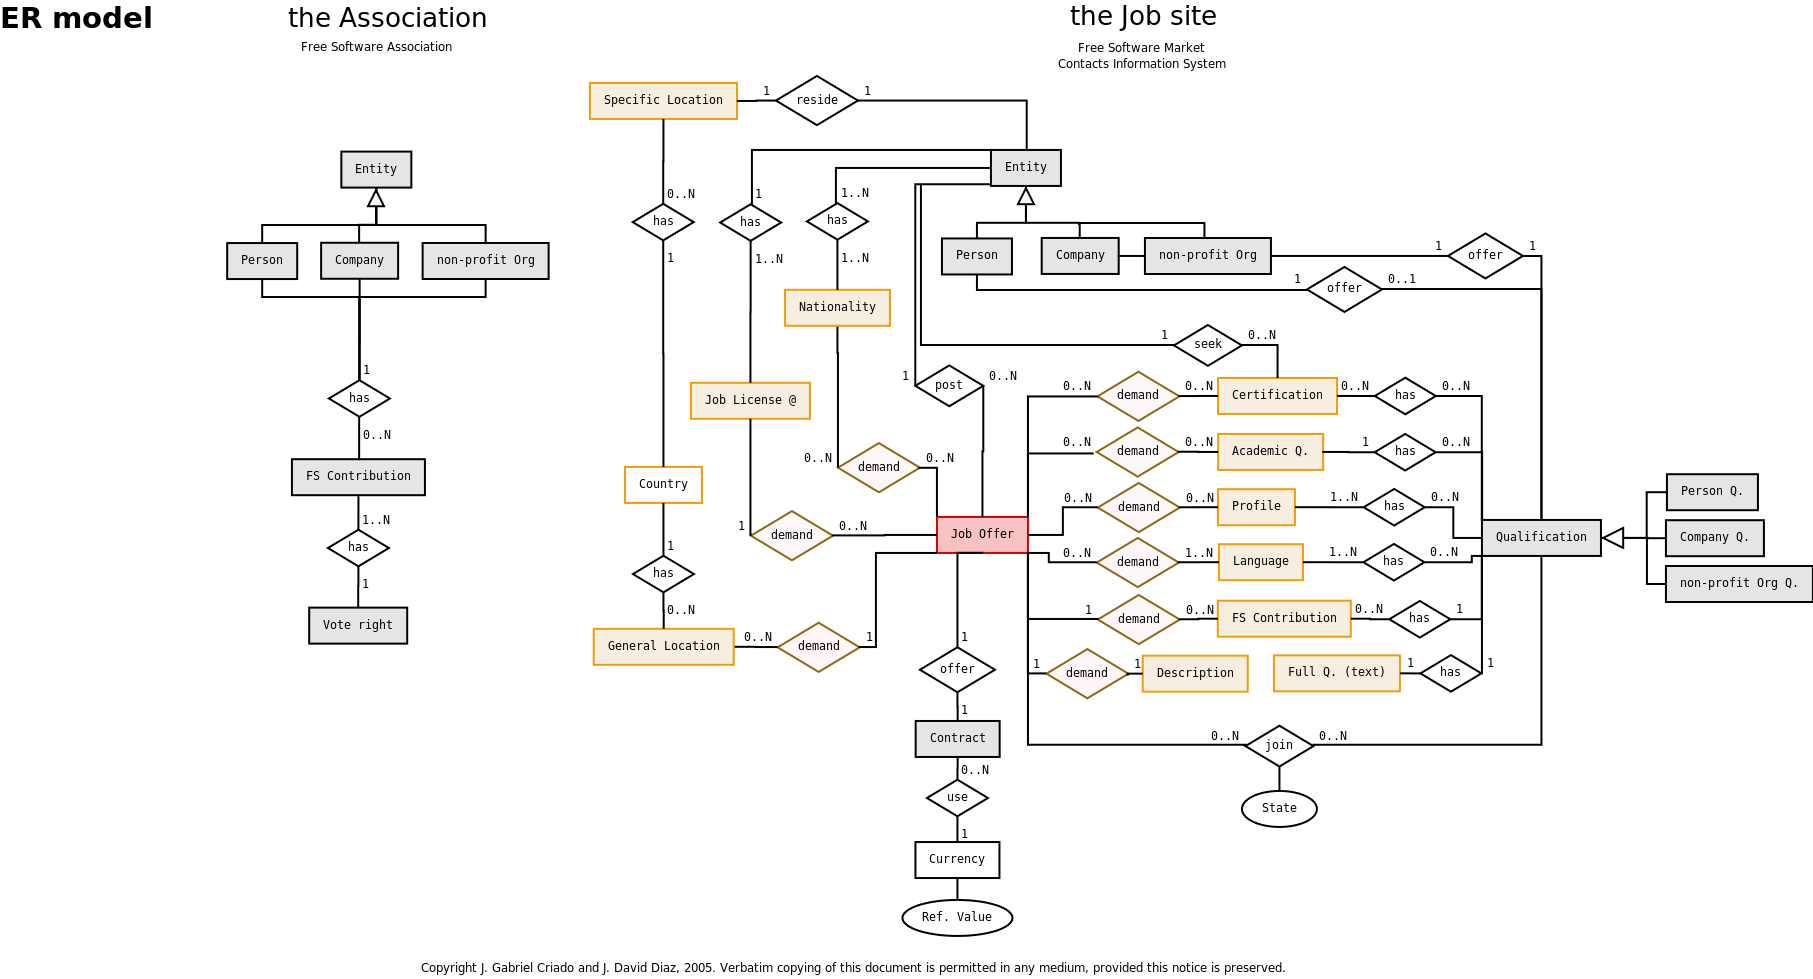 ER model
the Association
the Job site
Free Software Association
Free Software Market
Contacts Information System
Specific Location
1
reside
1
Entity
Entity
0..N
1
1..N
has
has
has
1
1..N
1..N
Person
Company
non-profit Org
Person
Company
non-profit Org
1
offer
1
1
offer
0..1
Nationality
1
seek
0..N
1
has
0..N
FS Contribution
1..N
has
1
Vote right
Job License @
1
post
0..N
0..N
demand
0..N
Country
1
demand
0..N
Job Offer
1
has
0..N
General Location
0..N
demand
1
0..N
demand
0..N
Certification
0..N
has
0..N
0..N
demand
0..N
Academic Q.
1
has
0..N
0..N
demand
0..N
Profile
1..N
has
0..N
0..N
demand
1..N
Language
1..N
has
0..N
1
demand
0..N
FS Contribution
0..N
has
1
1
demand
1
Description
Full Q. (text)
1
has
1
Qualification
Person Q.
Company Q.
non-profit Org Q.
1
offer
1
Contract
0..N
use
1
Currency
Ref. Value
0..N
join
0..N
State
Copyright J. Gabriel Criado and J. David Diaz, 2005. Verbatim copying of this document is permitted in any medium, provided this notice is preserved.